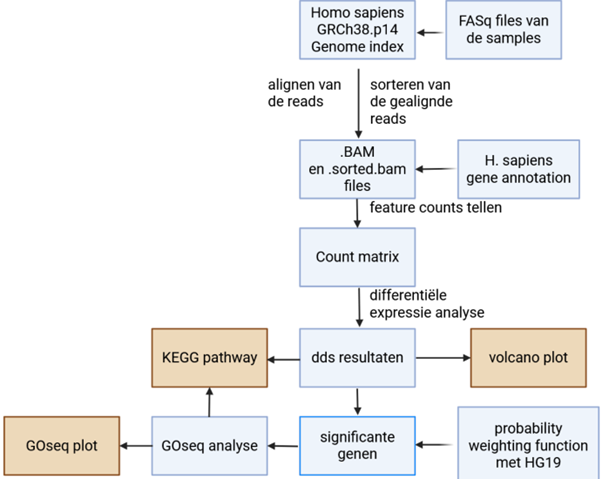 Homo sapiens
GRCh38.p14
Genome index
FASq files van
de samples
alignen van
de reads
sorteren van
de gealignde
reads
.BAM
en .sorted.bam
files
H. sapiens
gene annotation
feature counts tellen
Count matrix
differentiële
expressie analyse
KEGG pathway
dds resultaten
volcano plot
GOseq plot
GOseq analyse
significante
genen
probability
weighting function
met HG19